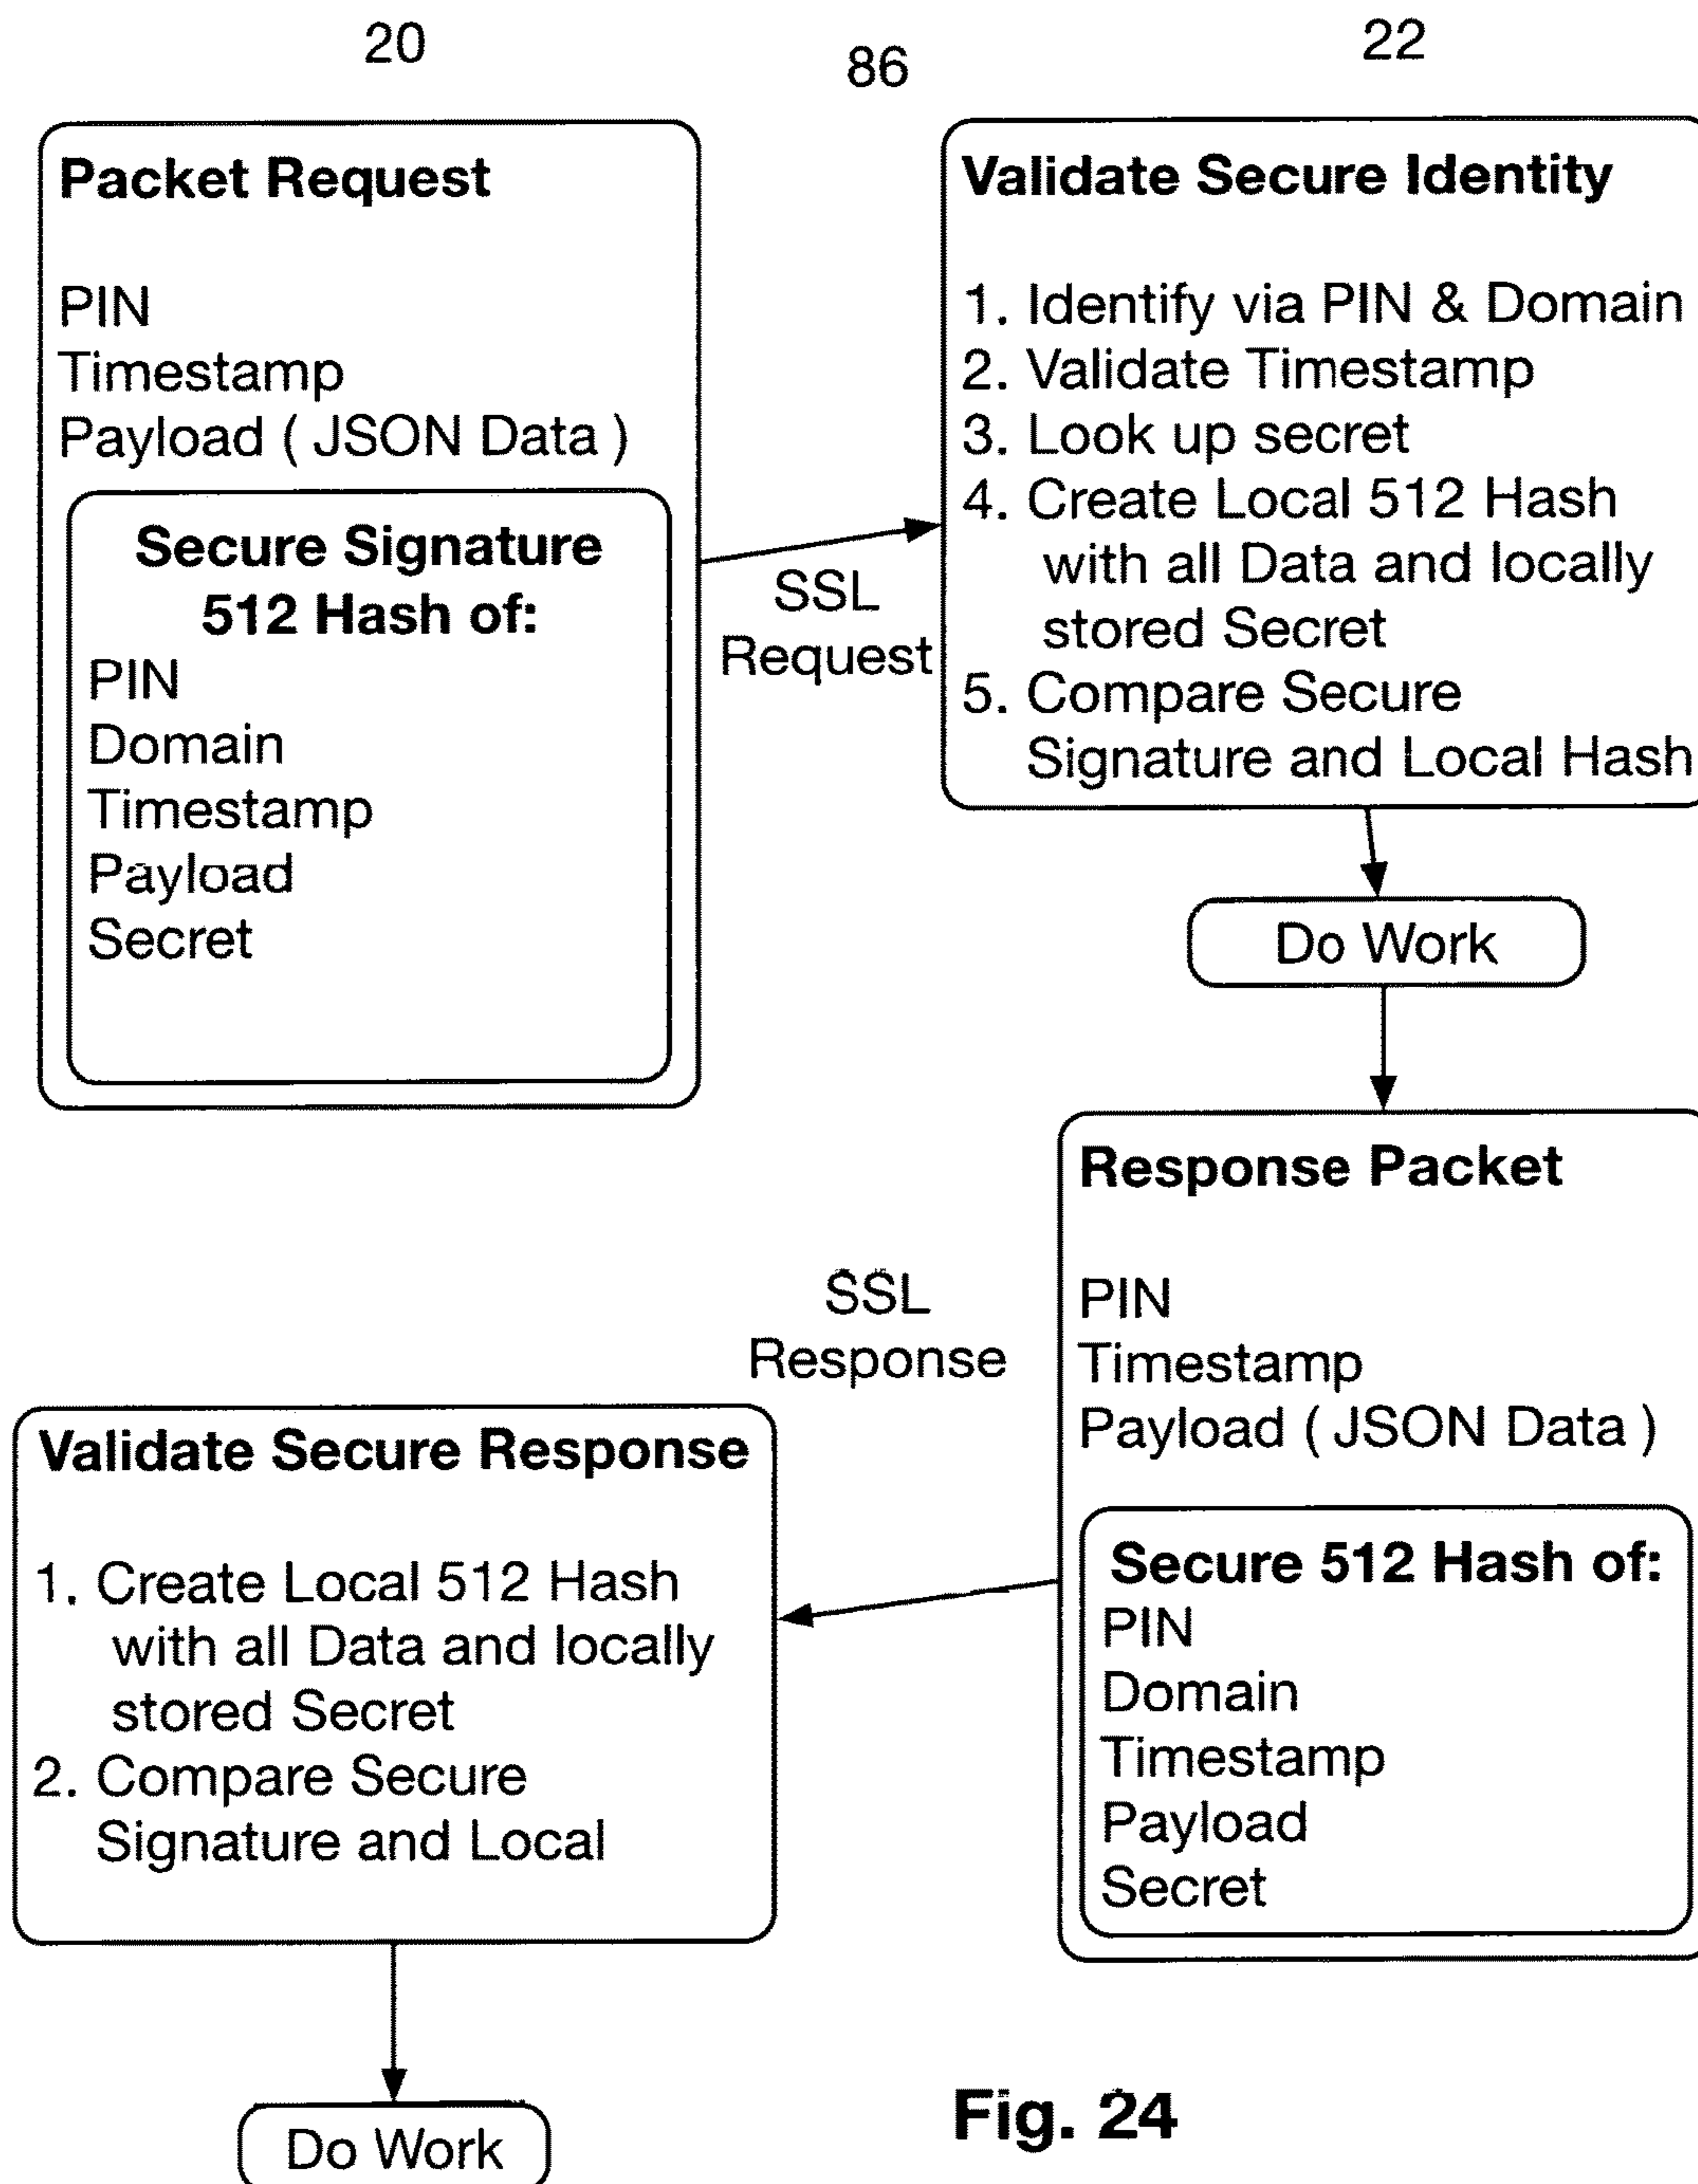 20
86
22
Packet Request
PIN
Timestamp
Payload ( JSON Data )
Secure Signature
512 Hash of:
PIN
Domain
Timestamp
Payload
Secret
SSL
Request
Validate Secure Identity
1. Identify via PIN & Domain
2. Validate Timestamp
3. Look up secret
4. Create Local 512 Hash
with all Data and locally
stored Secret
5. Compare Secure
Signature and Local Hash
Do Work
Response Packet
PIN
Timestamp
Payload ( JSON Data )
Secure 512 Hash of:
PIN
Domain
Timestamp
Payload
Secret
SSL
Response
Validate Secure Response
1. Create Local 512 Hash
with all Data and locally
stored Secret
2. Compare Secure
Signature and Local
Do Work
Fig. 24